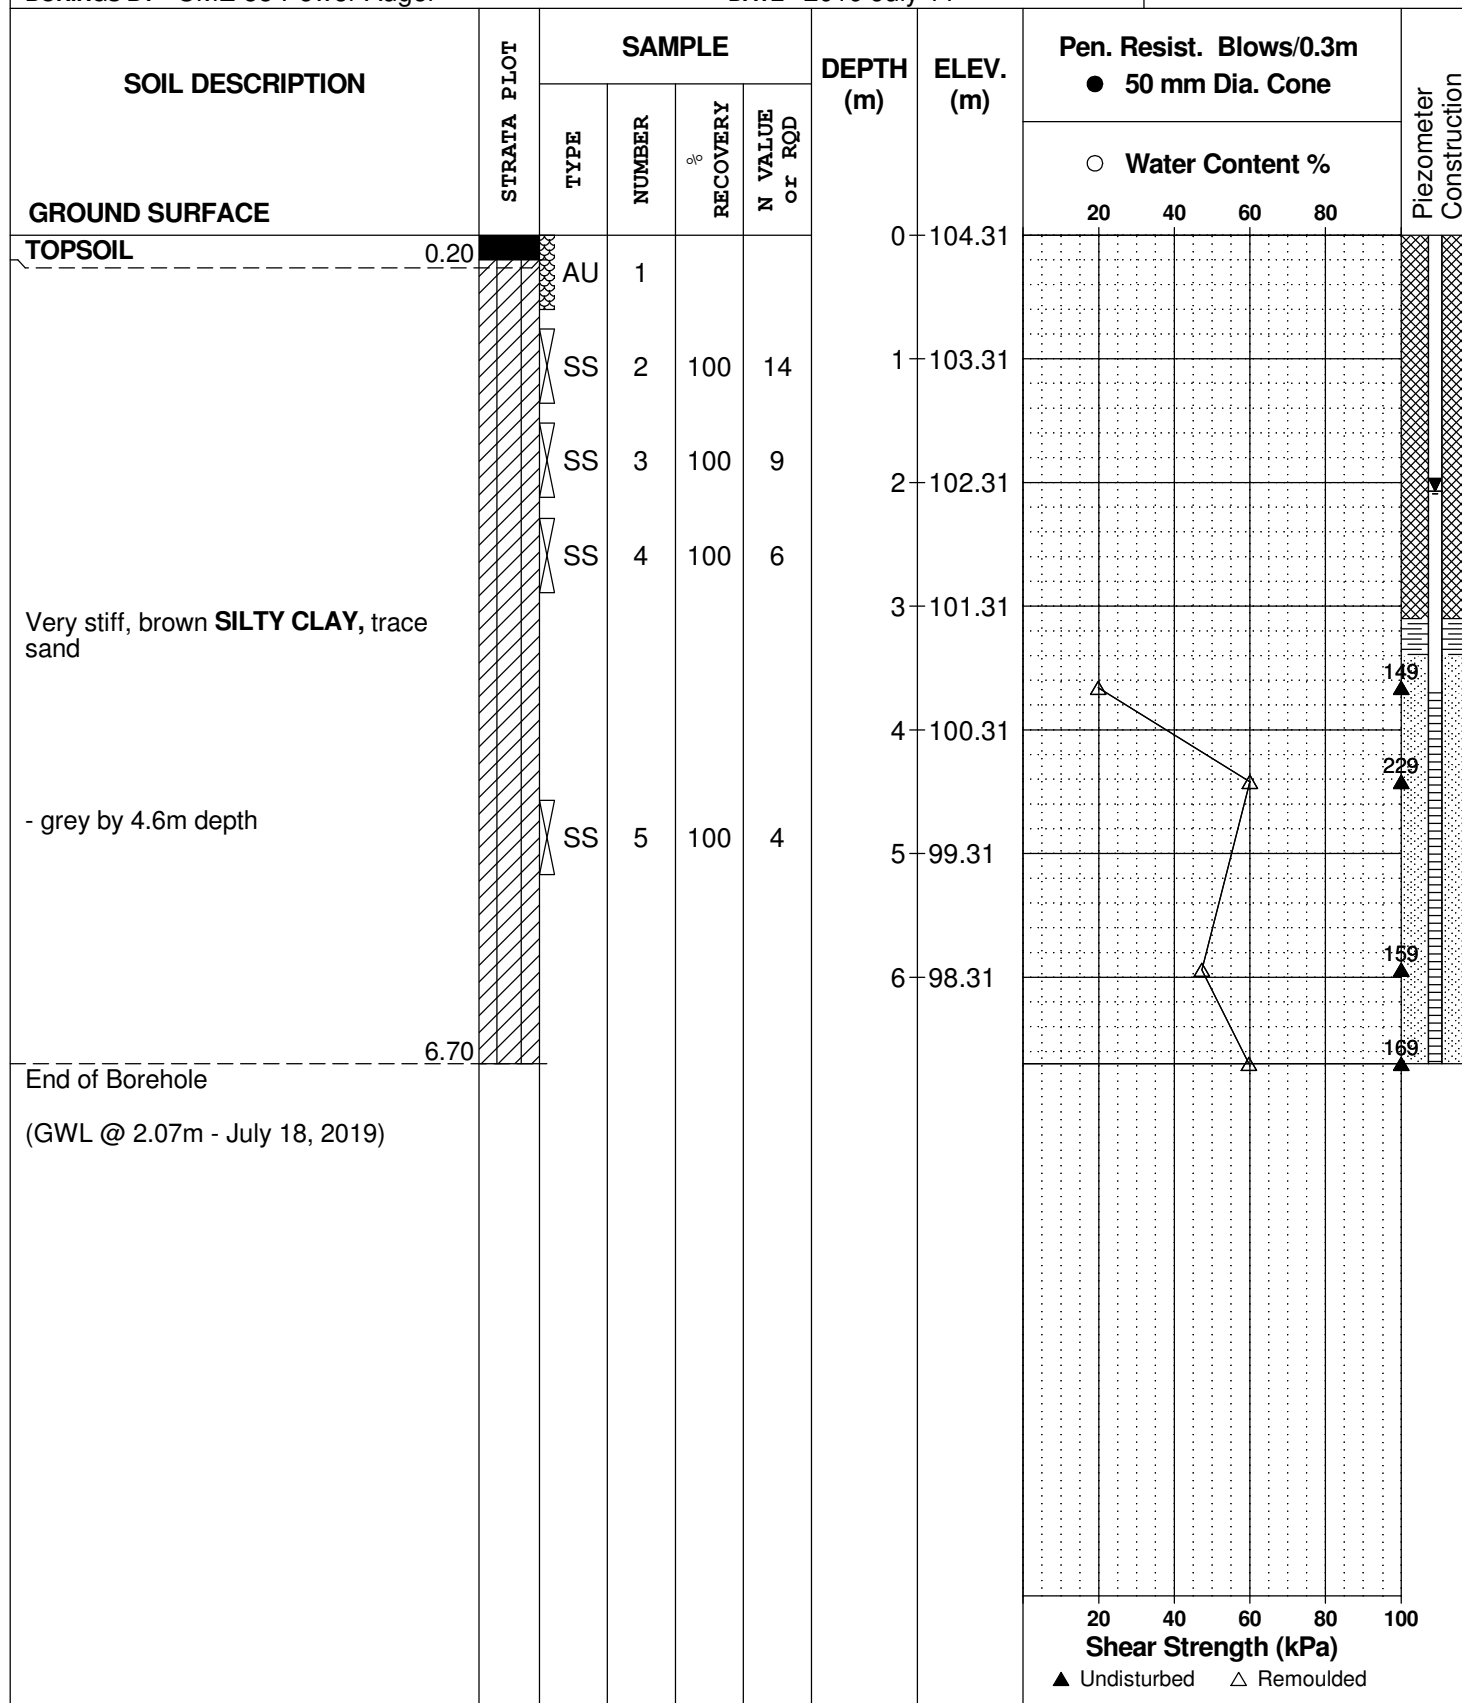 SOIL DESCRIPTION
GROUND SURFACE
STRATA PLOT
SAMPLE
TYPE
NUMBER
% RECOVERY
N VALUE or RQD
DEPTH (m)
ELEV. (m)
Pen. Resist. Blows/0.3m
● 50 mm Dia. Cone
○ Water Content %
20 40 60 80
Piezometer Construction
TOPSOIL 0.20
0 104.31
AU 1
SS 2 100 14
1 103.31
SS 3 100 9
2 102.31
SS 4 100 6
3 101.31
Very stiff, brown SILTY CLAY, trace
sand
149
4 100.31
229
- grey by 4.6m depth
SS 5 100 4
5 99.31
159
6 98.31
6.70
169
End of Borehole
(GWL @ 2.07m - July 18, 2019)
20 40 60 80 100
Shear Strength (kPa)
▲ Undisturbed △ Remoulded